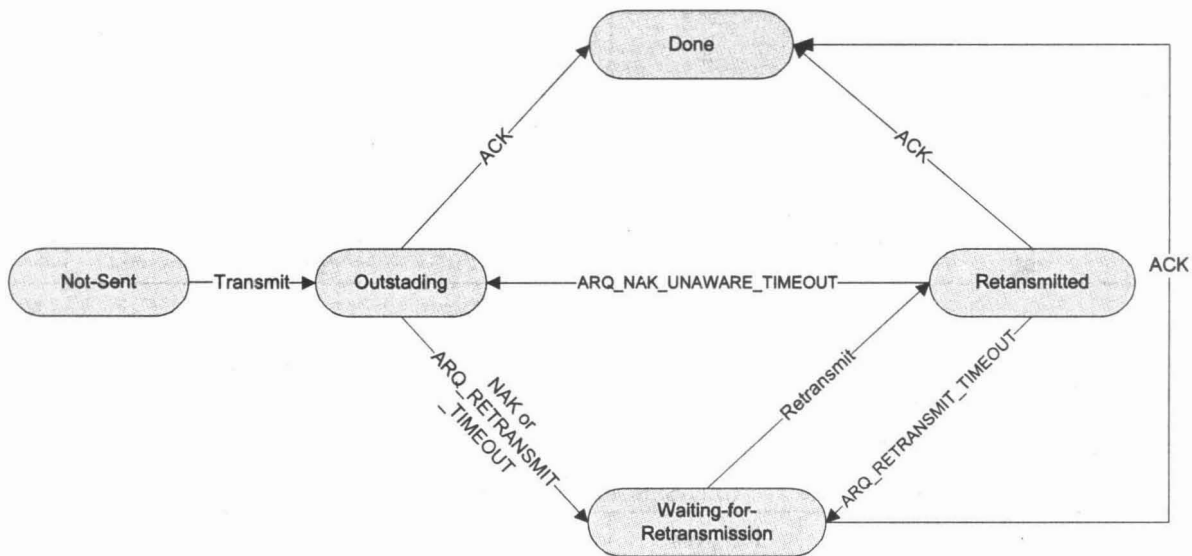 Done
ACK
ACK
ACK
Not-Sent
Transmit
Outstading
ARQ_NAK_UNAWARE_TIMEOUT
Retansmitted
NAK or
ARQ_RETRANSMIT
_TIMEOUT
Retransmit
ARQ_RETRANSMIT_TIMEOUT
Waiting-for-
Retransmission